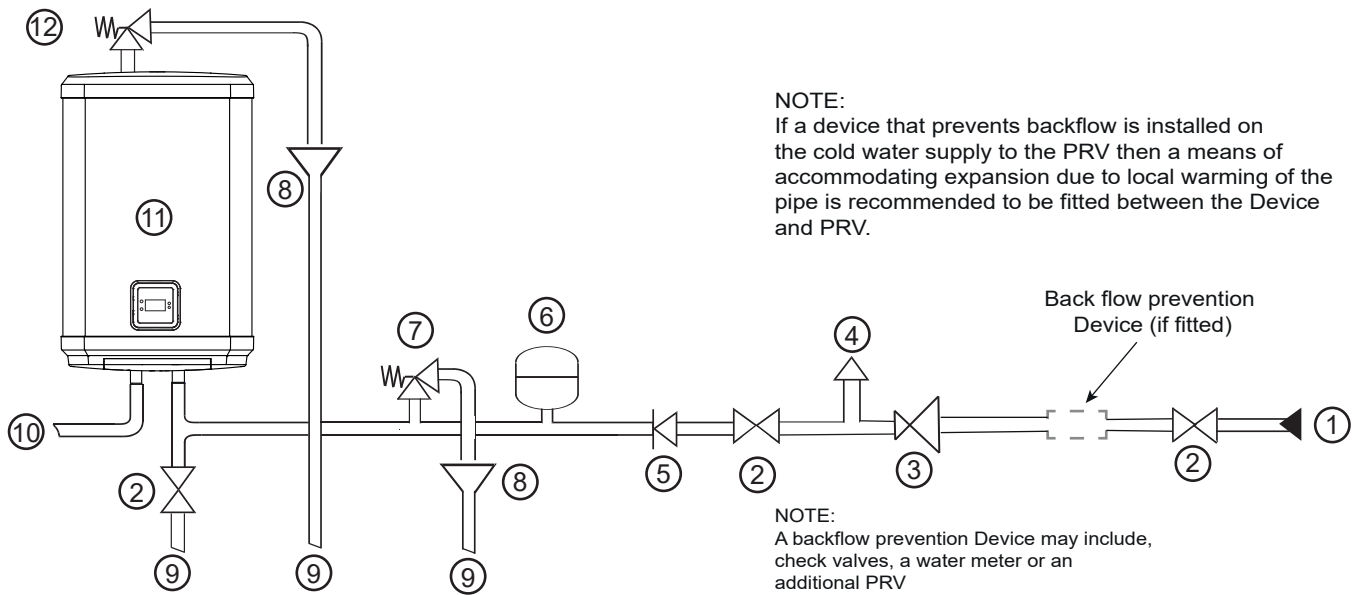 12
NOTE:
If a device that prevents backflow is installed on
the cold water supply to the PRV then a means of
accommodating expansion due to local warming of the
pipe is recommended to be fitted between the Device
and PRV.
8
11
Back flow prevention
Device (if fitted)
7
6
4
10
1
5
2
3
2
2
8
NOTE:
A backflow prevention Device may include,
check valves, a water meter or an
additional PRV
9
9
9